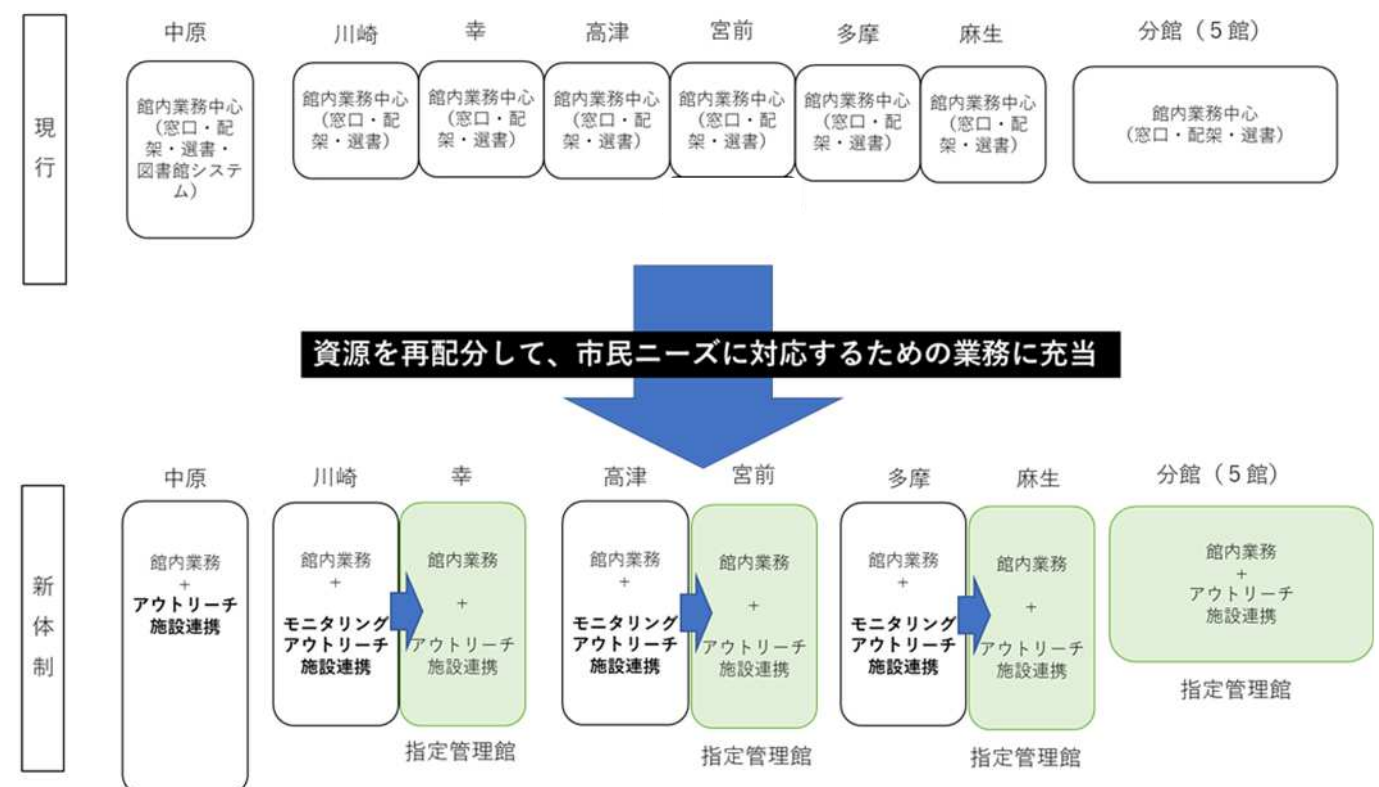 現行
中原
館内業務中心
（窓口・配
架・選書・
図書館システ
ム）
川崎
館内業務中心
（窓口・配
架・選書）
幸
館内業務中心
（窓口・配
架・選書）
高津
館内業務中心
（窓口・配
架・選書）
宮前
館内業務中心
（窓口・配
架・選書）
多摩
館内業務中心
（窓口・配
架・選書）
麻生
館内業務中心
（窓口・配
架・選書）
分館（５館）
館内業務中心
（窓口・配架・選書）
資源を再配分して、市民ニーズに対応するための業務に充当
新体制
中原
館内業務
+
アウトリーチ
施設連携
川崎
館内業務
+
モニタリング
アウトリーチ
施設連携
幸
館内業務
+
アウトリーチ
施設連携
指定管理館
高津
館内業務
+
モニタリング
アウトリーチ
施設連携
宮前
館内業務
+
アウトリーチ
施設連携
指定管理館
多摩
館内業務
+
モニタリング
アウトリーチ
施設連携
麻生
館内業務
+
アウトリーチ
施設連携
指定管理館
分館（５館）
館内業務
+
アウトリーチ
施設連携
指定管理館